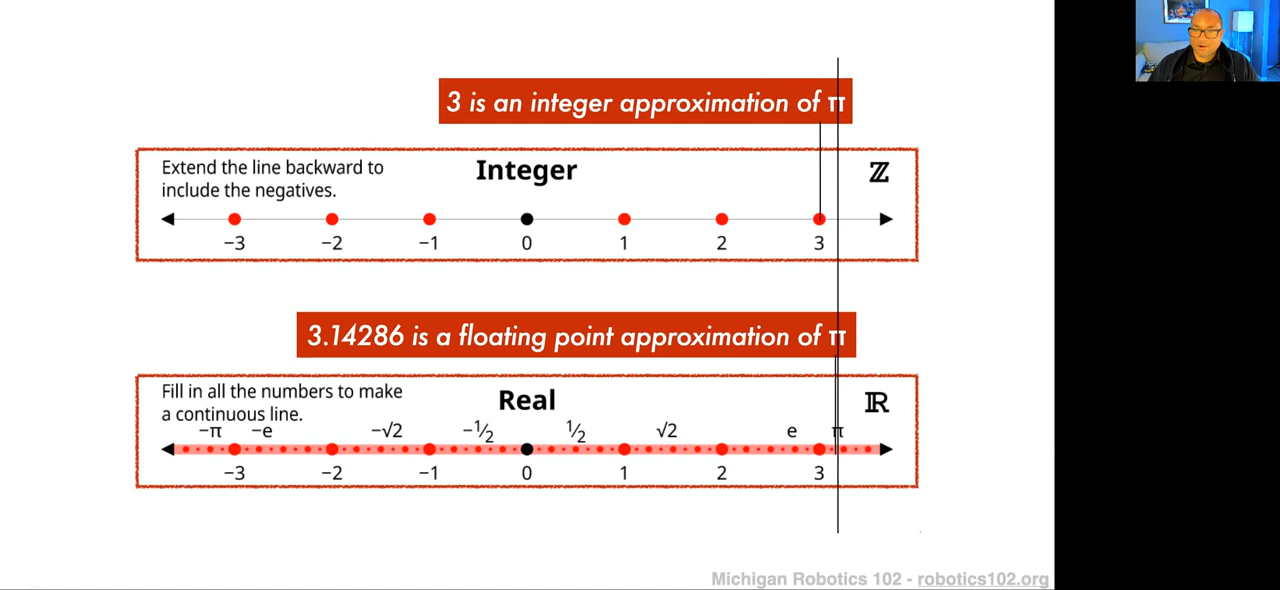 3 is an integer approximation of π
Extend the line backward to
include the negatives.
Integer
ℤ
−3 −2 −1 0 1 2 3
3.14286 is a floating point approximation of π
Fill in all the numbers to make
a continuous line.
Real
ℝ
−π −e −√2 −½ ½ √2 e π
−3 −2 −1 0 1 2 3
Michigan Robotics 102 - robotics102.org